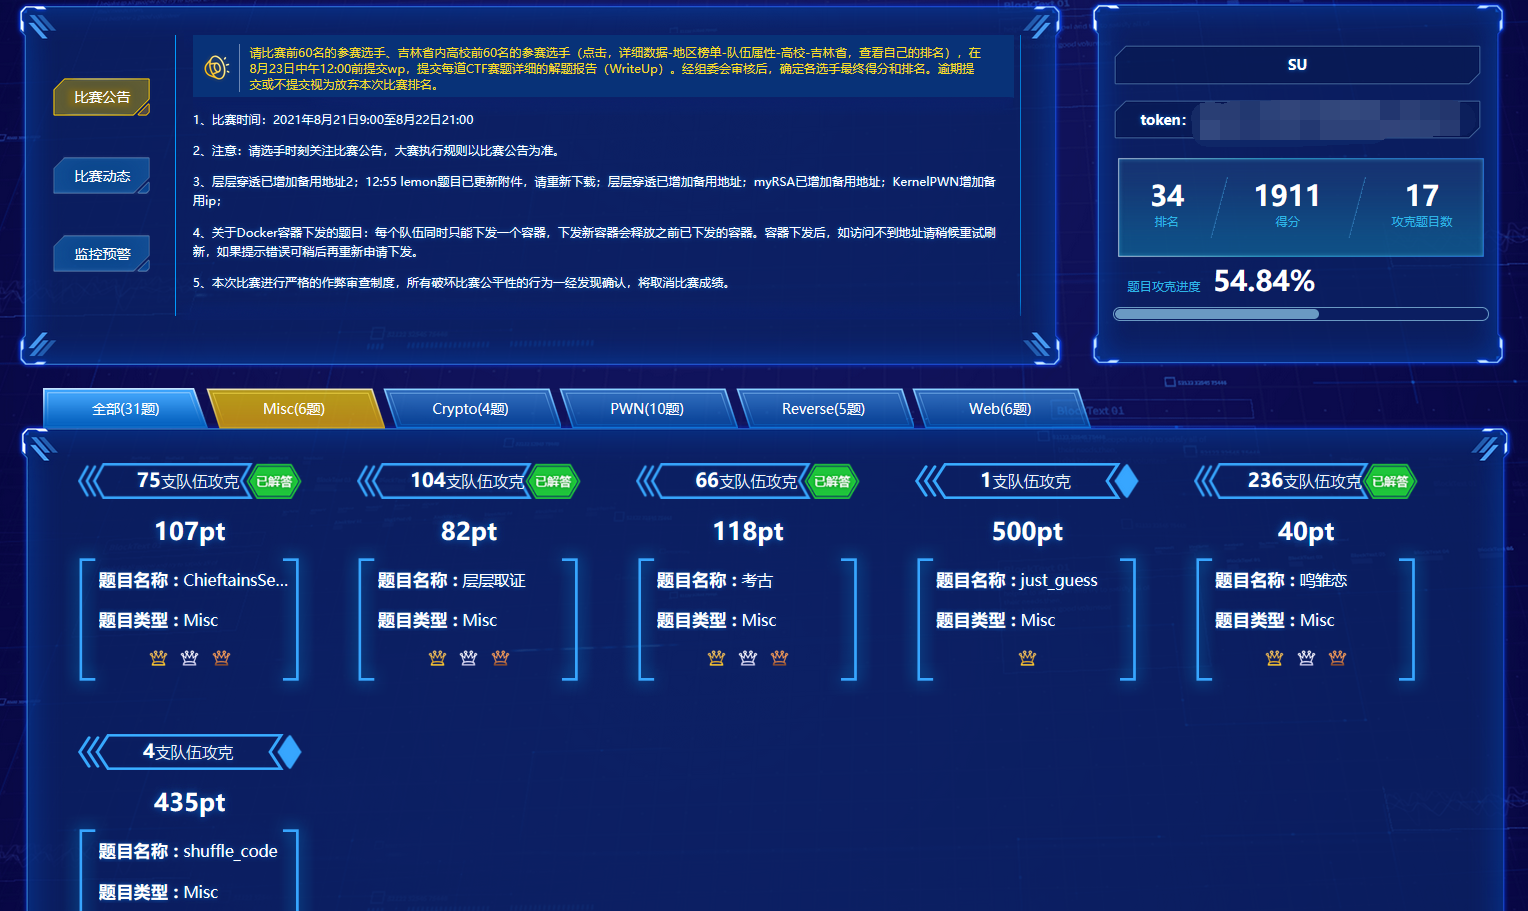 请比赛前60名的参赛选手、吉林省内高校前60名的参赛选手（点击，详细数据-地区榜单-队伍属性-高校-吉林省，查看自己的排名），在
8月23日中午12:00前提交wp，提交每道CTF赛题详细的解题报告（WriteUp）。经组委会审核后，确定各选手最终得分和排名。逾期提
交或不提交视为放弃本次比赛排名。
比赛公告
比赛动态
监控预警
1、比赛时间：2021年8月21日9:00至8月22日21:00
2、注意：请选手时刻关注比赛公告，大赛执行规则以比赛公告为准。
3、层层穿透已增加备用地址2；12:55 lemon题目已更新附件，请重新下载；层层穿透已增加备用地址；myRSA已增加备用地址；KernelPWN增加备
用ip；
4、关于Docker容器下发的题目：每个队伍同时只能下发一个容器，下发新容器会释放之前已下发的容器。容器下发后，如访问不到地址请稍候重试刷
新，如果提示错误可稍后再重新申请下发。
5、本次比赛进行严格的作弊审查制度，所有破坏比赛公平性的行为一经发现确认，将取消比赛成绩。
SU
token:
34 1911 17
排名 得分 攻克题目数
题目攻克进度 54.84%
全部(31题) Misc(6题) Crypto(4题) PWN(10题) Reverse(5题) Web(6题)
75支队伍攻克 已解答
107pt
题目名称 : ChieftainsSe...
题目类型 : Misc
104支队伍攻克 已解答
82pt
题目名称 : 层层取证
题目类型 : Misc
66支队伍攻克 已解答
118pt
题目名称 : 考古
题目类型 : Misc
1支队伍攻克
500pt
题目名称 : just_guess
题目类型 : Misc
236支队伍攻克 已解答
40pt
题目名称 : 鸣雏恋
题目类型 : Misc
4支队伍攻克
435pt
题目名称 : shuffle_code
题目类型 : Misc